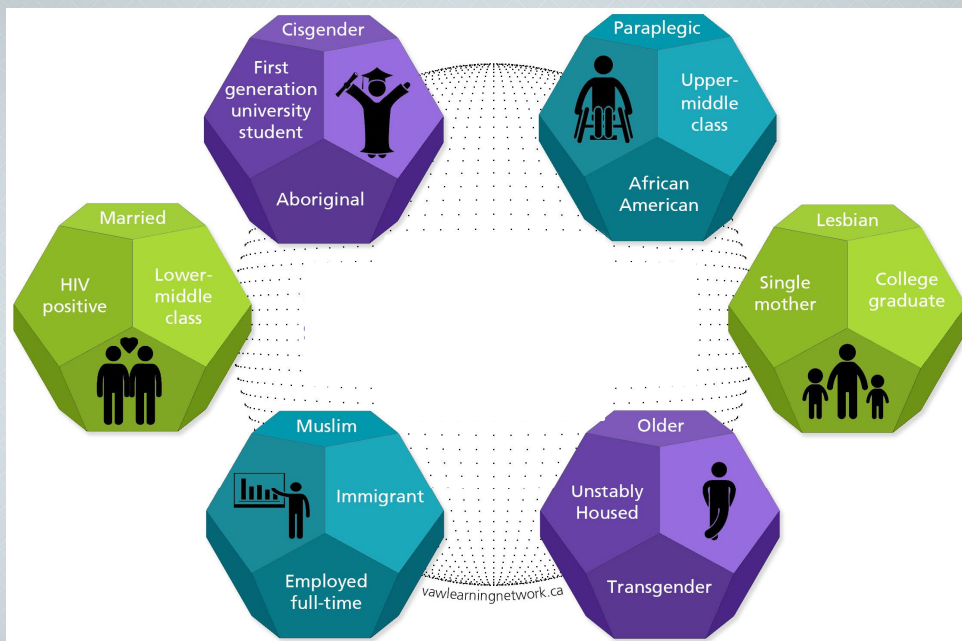 Cisgender
First
generation
university
student
Aboriginal
Paraplegic
Upper-
middle
class
African
American
Married
HIV
positive
Lower-
middle
class
Lesbian
Single
mother
College
graduate
Muslim
Immigrant
Employed
full-time
Older
Unstably
Housed
Transgender
vawlearningnetwork.ca